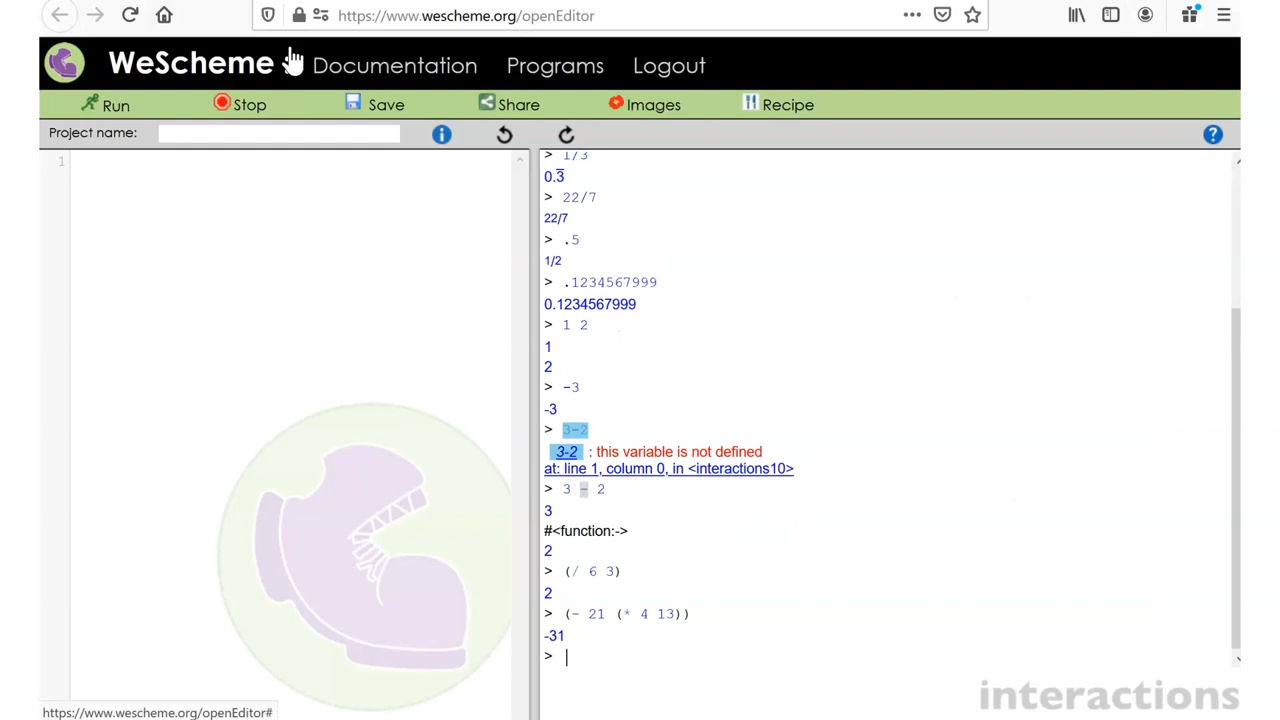 https://www.wescheme.org/openEditor
WeScheme Documentation Programs Logout
Run Stop Save Share Images Recipe
Project name:
1
> 1/3
0.3̅
> 22/7
22/7
> .5
1/2
> .1234567999
0.1234567999
> 1 2
1
2
> -3
-3
> 3-2
3-2 : this variable is not defined
at: line 1, column 0, in <interactions10>
> 3 - 2
3
#<function:->
2
> (/ 6 3)
2
> (- 21 (* 4 13))
-31
>
https://www.wescheme.org/openEditor#
interactions